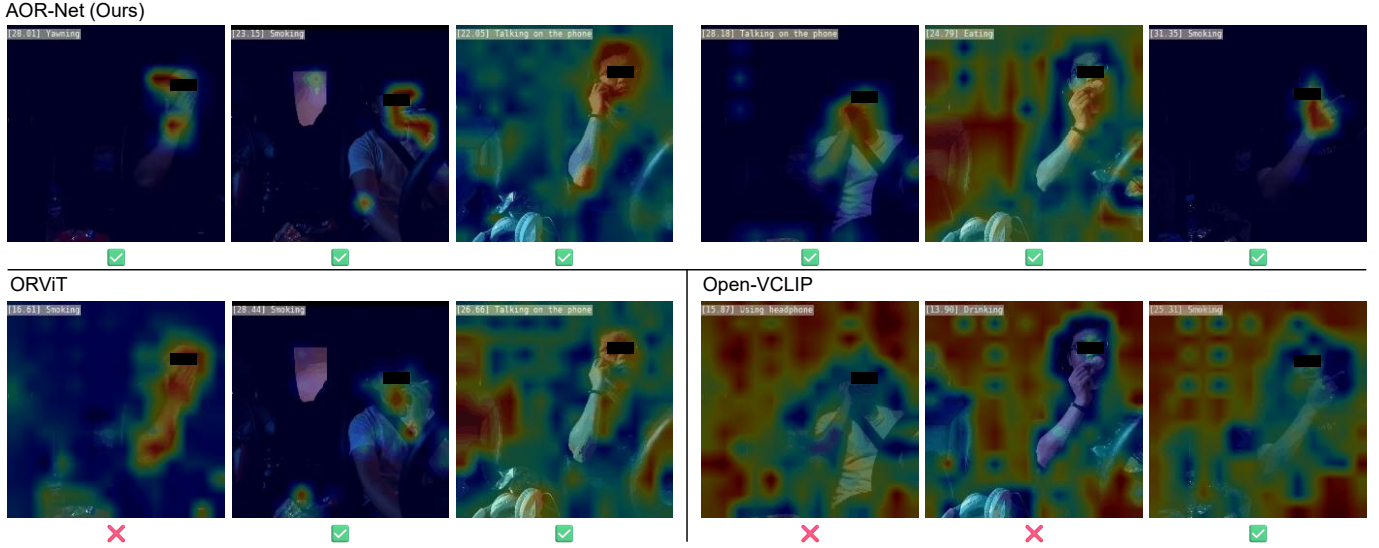 AOR-Net (Ours)
[28.01] Yawning
[23.15] Smoking
[22.05] Talking on the phone
[28.18] Talking on the phone
[24.79] Eating
[31.35] Smoking
ORViT
Open-VCLIP
[16.61] Smoking
[28.44] Smoking
[26.66] Talking on the phone
[15.87] Using headphone
[13.90] Drinking
[25.31] Smoking